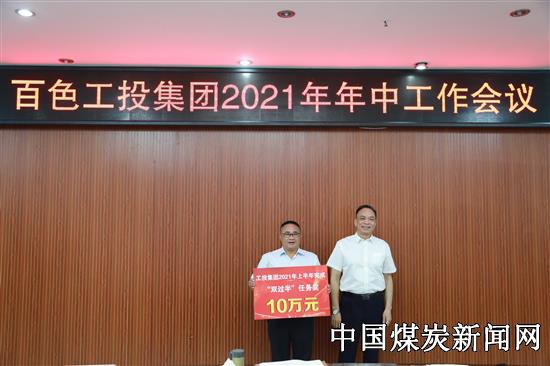 百色工投集团2021年年中工作会议
工投集团2021年上半年完成
“双过半”任务奖
10万元
中国煤炭新闻网